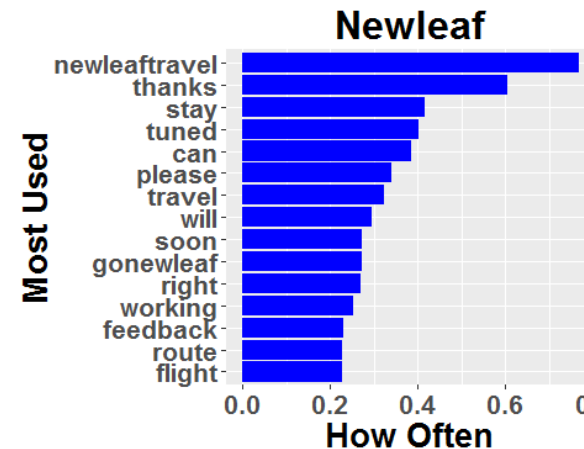 Newleaf
Most Used
newleaftravel
thanks
stay
tuned
can
please
travel
will
soon
gonewleaf
right
working
feedback
route
flight
0.0 0.2 0.4 0.6
How Often